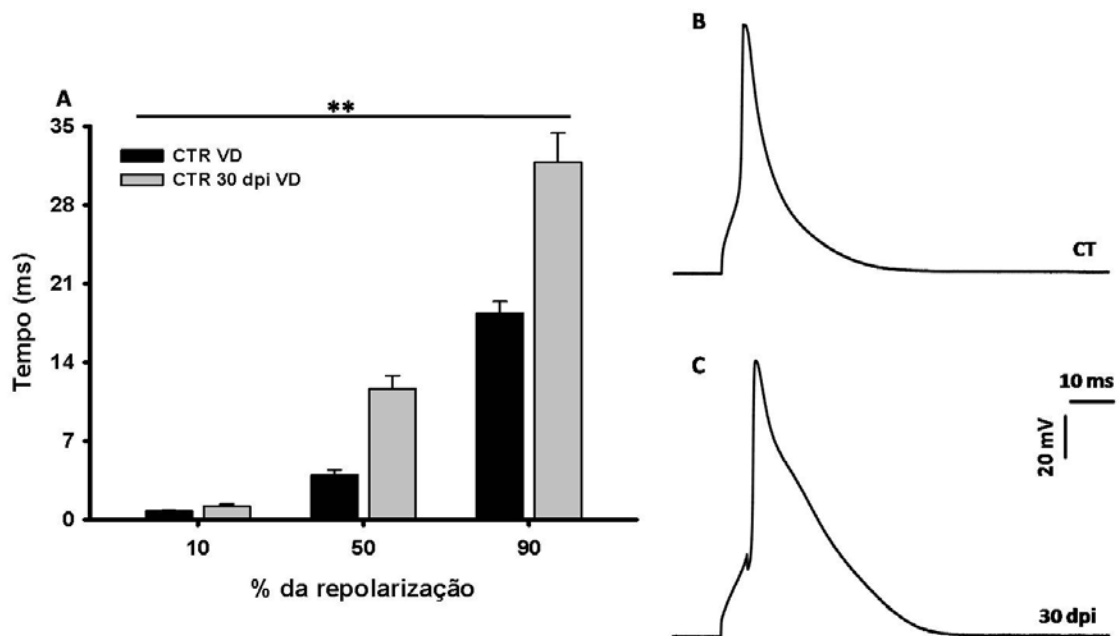 A
**
35
CTR VD
CTR 30 dpi VD
28
21
14
7
0
Tempo (ms)
10 50 90
% da repolarização
B
CT
C
10 ms
20 mV
30 dpi